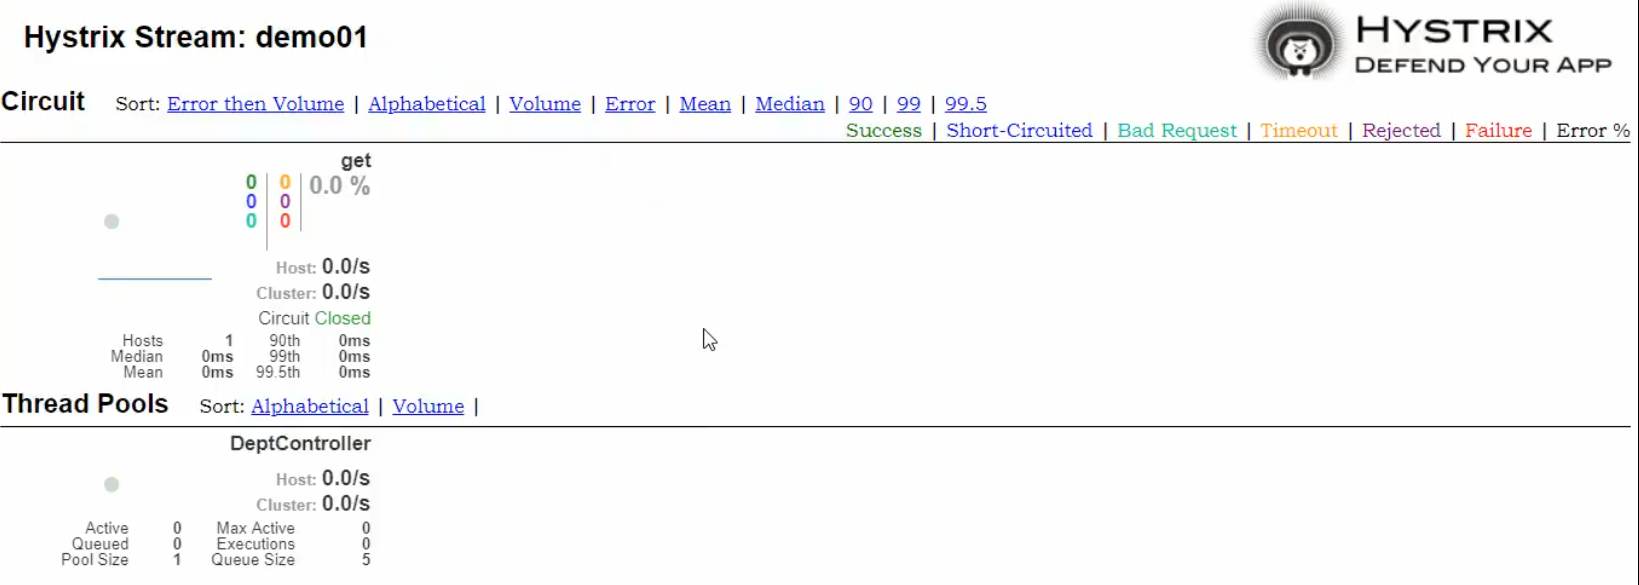 Hystrix Stream: demo01
HYSTRIX
DEFEND YOUR APP
Circuit Sort: Error then Volume | Alphabetical | Volume | Error | Mean | Median | 90 | 99 | 99.5
Success | Short-Circuited | Bad Request | Timeout | Rejected | Failure | Error %
get
0 0 0.0 %
0 0
0 0
Host: 0.0/s
Cluster: 0.0/s
Circuit Closed
Hosts 1 90th 0ms
Median 0ms 99th 0ms
Mean 0ms 99.5th 0ms
Thread Pools Sort: Alphabetical | Volume |
DeptController
Host: 0.0/s
Cluster: 0.0/s
Active 0 Max Active 0
Queued 0 Executions 0
Pool Size 1 Queue Size 5